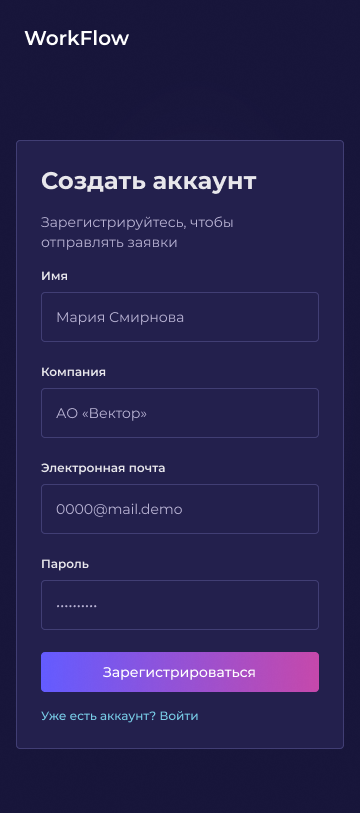 WorkFlow
Создать аккаунт
Зарегистрируйтесь, чтобы
отправлять заявки
Имя
Мария Смирнова
Компания
АО «Вектор»
Электронная почта
0000@mail.demo
Пароль
••••••••••
Зарегистрироваться
Уже есть аккаунт? Войти